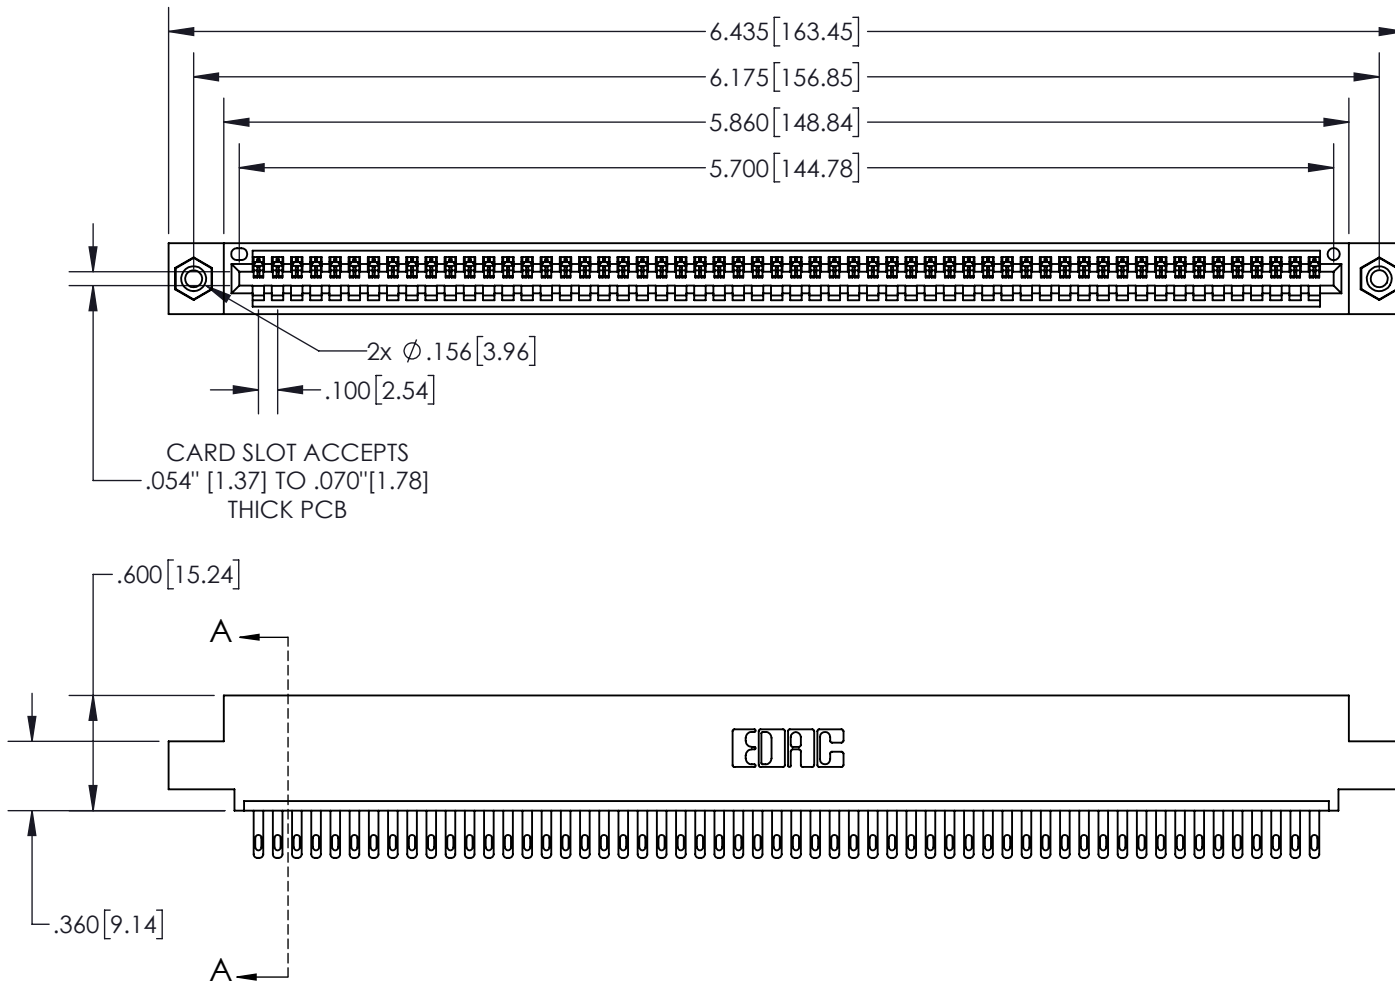 6.435[163.45]
6.175[156.85]
5.860[148.84]
5.700[144.78]
2x Ø.156[3.96]
.100[2.54]
CARD SLOT ACCEPTS
.054" [1.37] TO .070"[1.78]
THICK PCB
.600[15.24]
A
EDAC
.360[9.14]
A